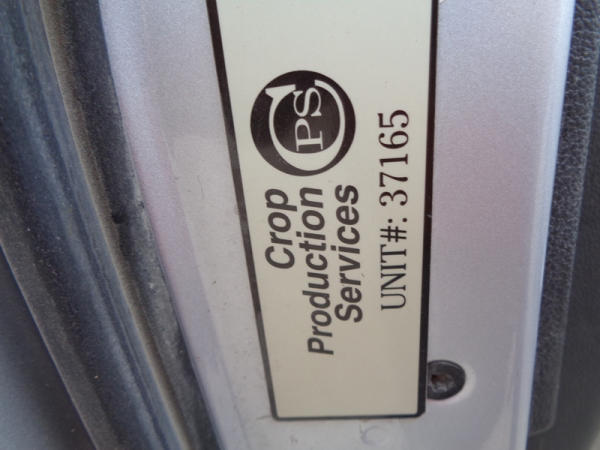 CPS
Crop
Production
Services
UNIT#: 37165